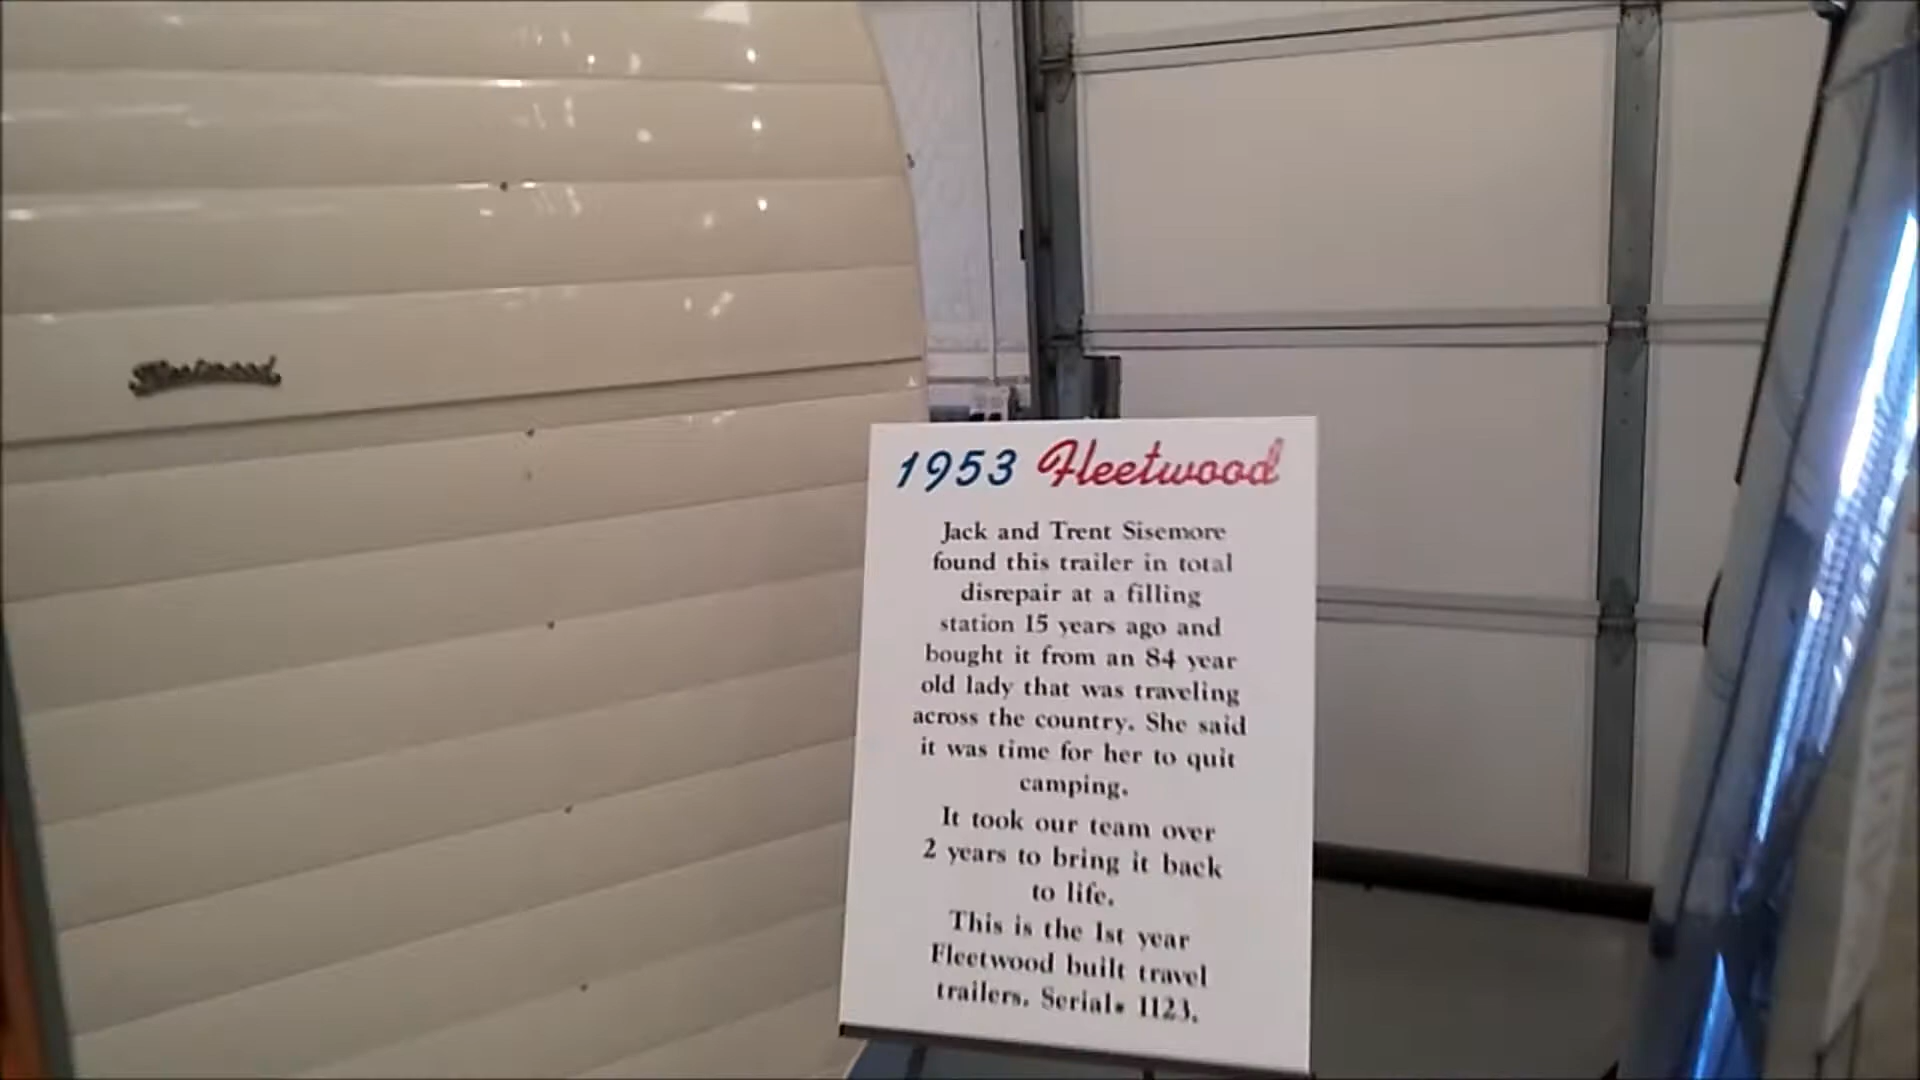 Fleetwood
1953 Fleetwood
Jack and Trent Sisemore
found this trailer in total
disrepair at a filling
station 15 years ago and
bought it from an 84 year
old lady that was traveling
across the country. She said
it was time for her to quit
camping.
It took our team over
2 years to bring it back
to life.
This is the 1st year
Fleetwood built travel
trailers. Serial# 1123.